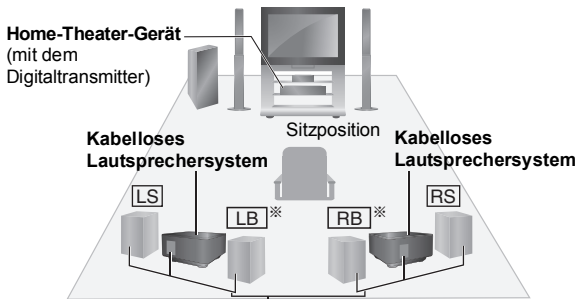 Home-Theater-Gerät
(mit dem
Digitaltransmitter)
Sitzposition
Kabelloses
Lautsprechersystem
Kabelloses
Lautsprechersystem
LS
LB※
RB※
RS